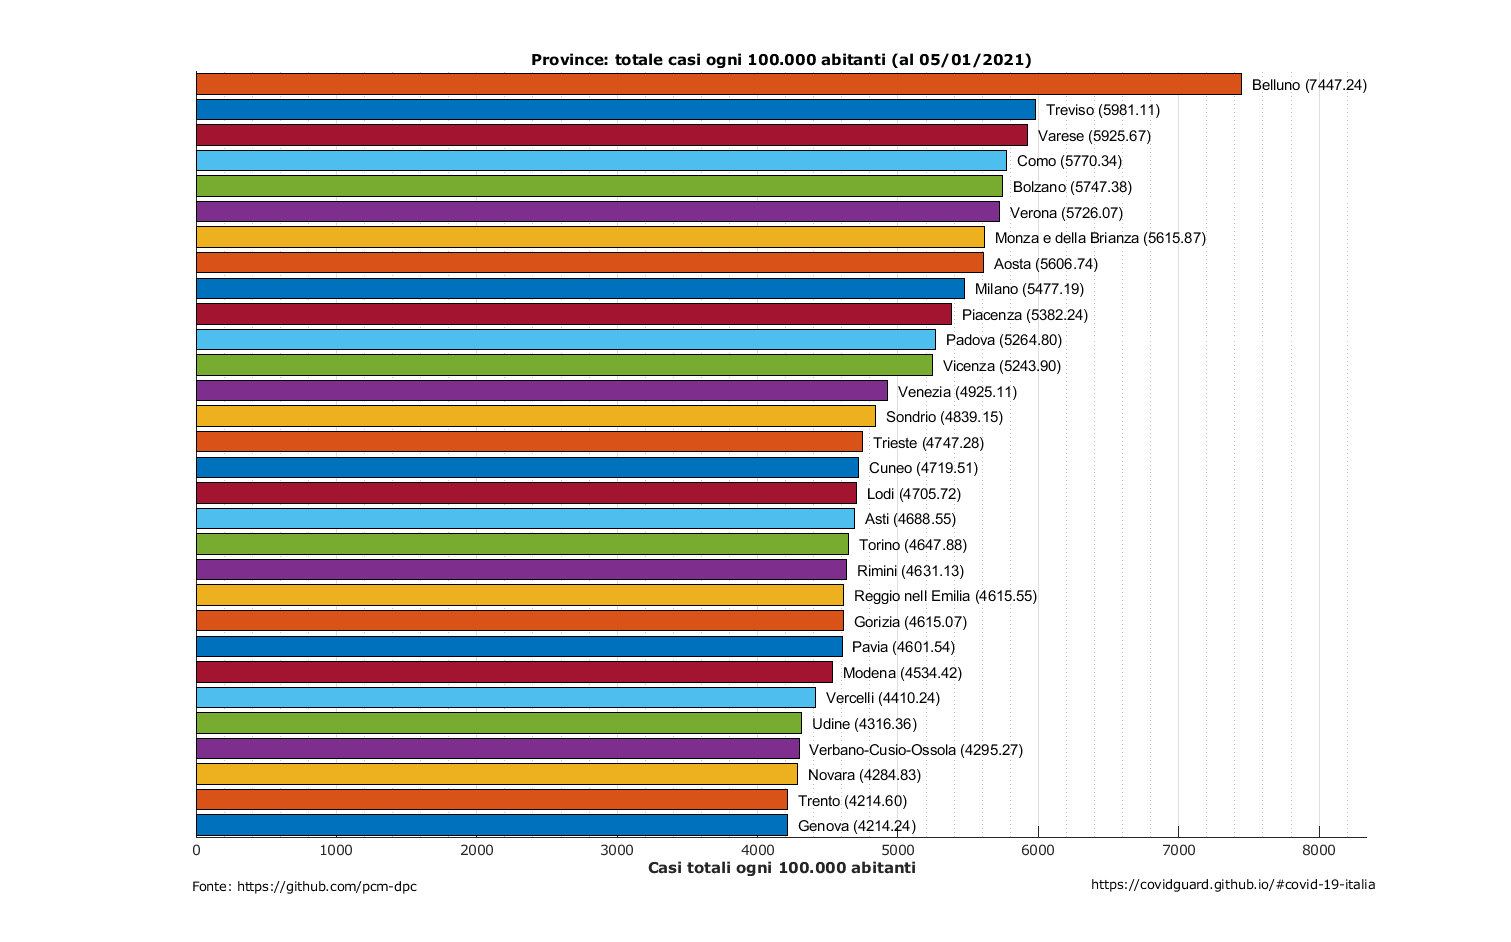 Province: totale casi ogni 100.000 abitanti (al 05/01/2021)
Belluno (7447.24)
Treviso (5981.11)
Varese (5925.67)
Como (5770.34)
Bolzano (5747.38)
Verona (5726.07)
Monza e della Brianza (5615.87)
Aosta (5606.74)
Milano (5477.19)
Piacenza (5382.24)
Padova (5264.80)
Vicenza (5243.90)
Venezia (4925.11)
Sondrio (4839.15)
Trieste (4747.28)
Cuneo (4719.51)
Lodi (4705.72)
Asti (4688.55)
Torino (4647.88)
Rimini (4631.13)
Reggio nell Emilia (4615.55)
Gorizia (4615.07)
Pavia (4601.54)
Modena (4534.42)
Vercelli (4410.24)
Udine (4316.36)
Verbano-Cusio-Ossola (4295.27)
Novara (4284.83)
Trento (4214.60)
Genova (4214.24)
0 1000 2000 3000 4000 5000 6000 7000 8000
Casi totali ogni 100.000 abitanti
Fonte: https://github.com/pcm-dpc
https://covidguard.github.io/#covid-19-italia